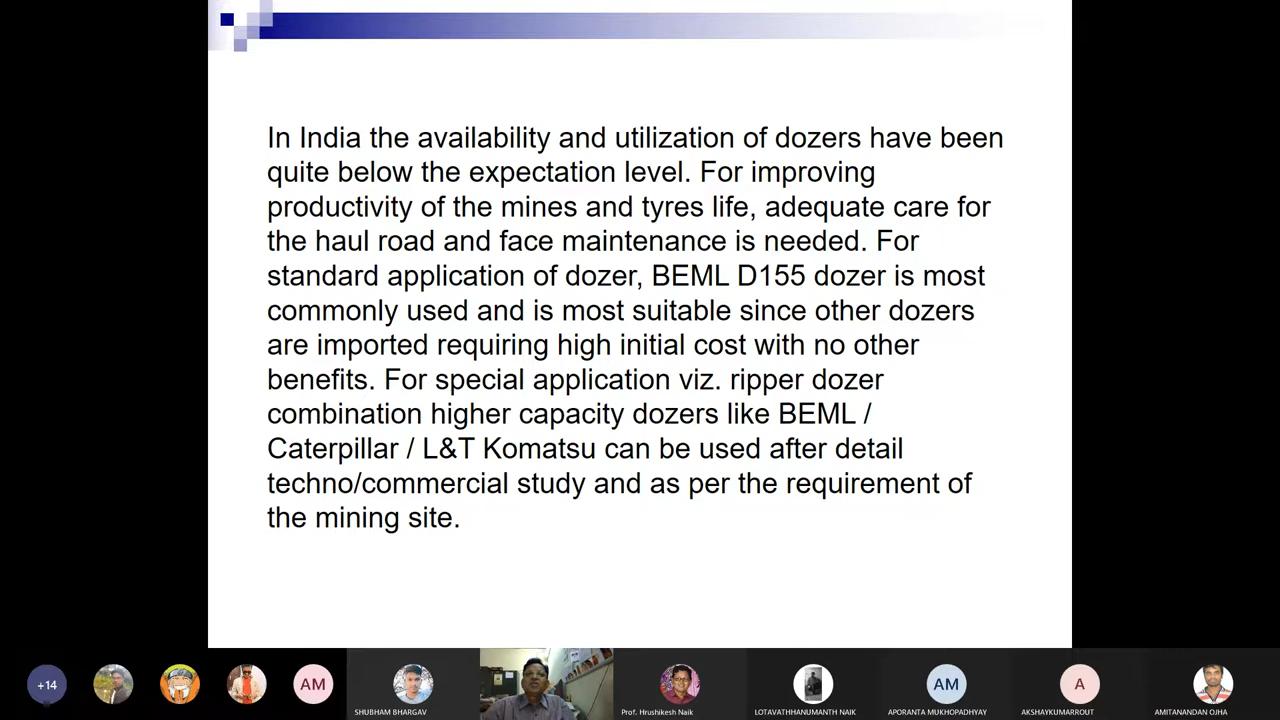 In India the availability and utilization of dozers have been
quite below the expectation level. For improving
productivity of the mines and tyres life, adequate care for
the haul road and face maintenance is needed. For
standard application of dozer, BEML D155 dozer is most
commonly used and is most suitable since other dozers
are imported requiring high initial cost with no other
benefits. For special application viz. ripper dozer
combination higher capacity dozers like BEML /
Caterpillar / L&T Komatsu can be used after detail
techno/commercial study and as per the requirement of
the mining site.
+14
AM
AM
A
SHUBHAM BHARGAV
Prof. Hrushikesh Naik
LOTAVATHHANUMANTH NAIK
APORANTA MUKHOPADHYAY
AKSHAYKUMARROUT
AMITANANDAN OJHA